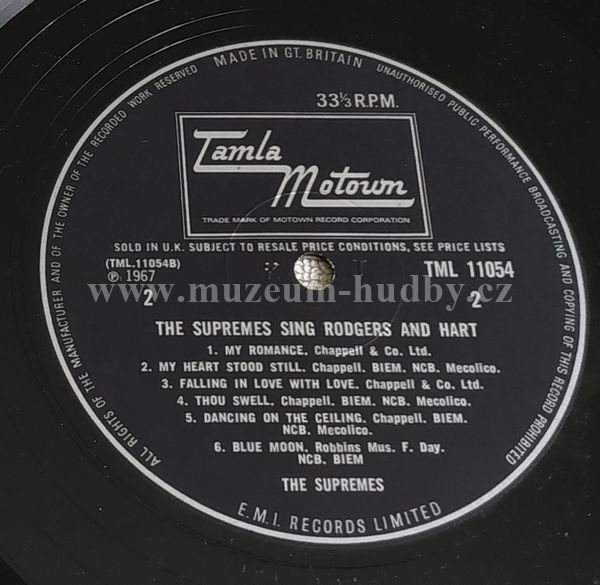 MADE IN GT. BRITAIN
UNAUTHORISED PUBLIC PERFORMANCE BROADCASTING AND COPYING OF THIS RECORD PROHIBITED
ALL RIGHTS OF THE MANUFACTURER AND OF THE OWNER OF THE RECORDED WORK RESERVED
33⅓ R.P.M.
Tamla
Motown
TRADE MARK OF MOTOWN RECORD CORPORATION
SOLD IN U.K. SUBJECT TO RESALE PRICE CONDITIONS, SEE PRICE LISTS
(TML.11054B) TML 11054
℗ 1967
2 2
www.muzeum-hudby.cz
THE SUPREMES SING RODGERS AND HART
1. MY ROMANCE. Chappell & Co. Ltd.
2. MY HEART STOOD STILL. Chappell. BIEM. NCB. Mecolico.
3. FALLING IN LOVE WITH LOVE. Chappell & Co. Ltd.
4. THOU SWELL. Chappell. BIEM. NCB. Mecolico.
5. DANCING ON THE CEILING. Chappell. BIEM.
NCB. Mecolico.
6. BLUE MOON. Robbins Mus. F. Day.
NCB. BIEM
THE SUPREMES
E.M.I. RECORDS LIMITED